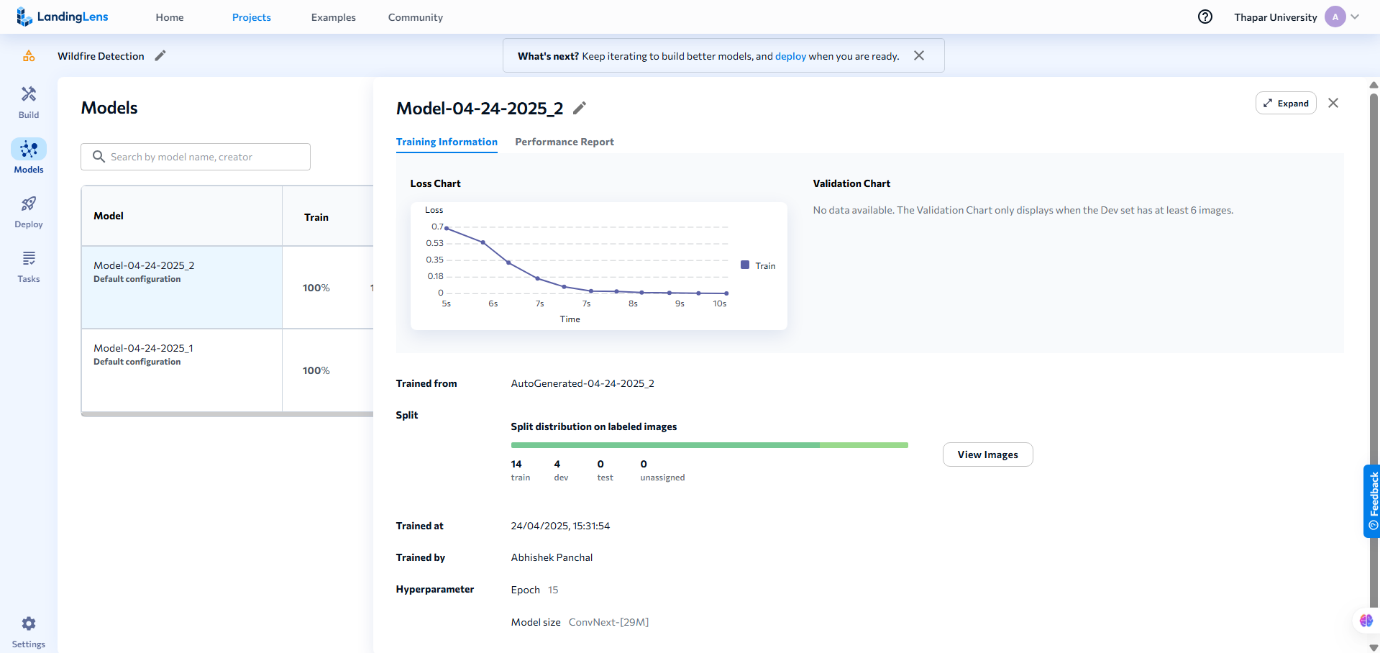 LandingLens
Home
Projects
Examples
Community
Thapar University
A
Wildfire Detection
What's next? Keep iterating to build better models, and deploy when you are ready.
Build
Models
Deploy
Tasks
Settings
Models
Search by model name, creator
Model
Train
Model-04-24-2025_2
Default configuration
100%
1
Model-04-24-2025_1
Default configuration
100%
Model-04-24-2025_2
Expand
Training Information
Performance Report
Loss Chart
Loss
0.7
0.53
0.35
0.18
0
5s 6s 7s 7s 8s 9s 10s
Time
Train
Validation Chart
No data available. The Validation Chart only displays when the Dev set has at least 6 images.
Trained from AutoGenerated-04-24-2025_2
Split
Split distribution on labeled images
14 4 0 0
train dev test unassigned
View Images
Trained at 24/04/2025, 15:31:54
Trained by Abhishek Panchal
Hyperparameter Epoch 15
Model size ConvNext-[29M]
Feedback